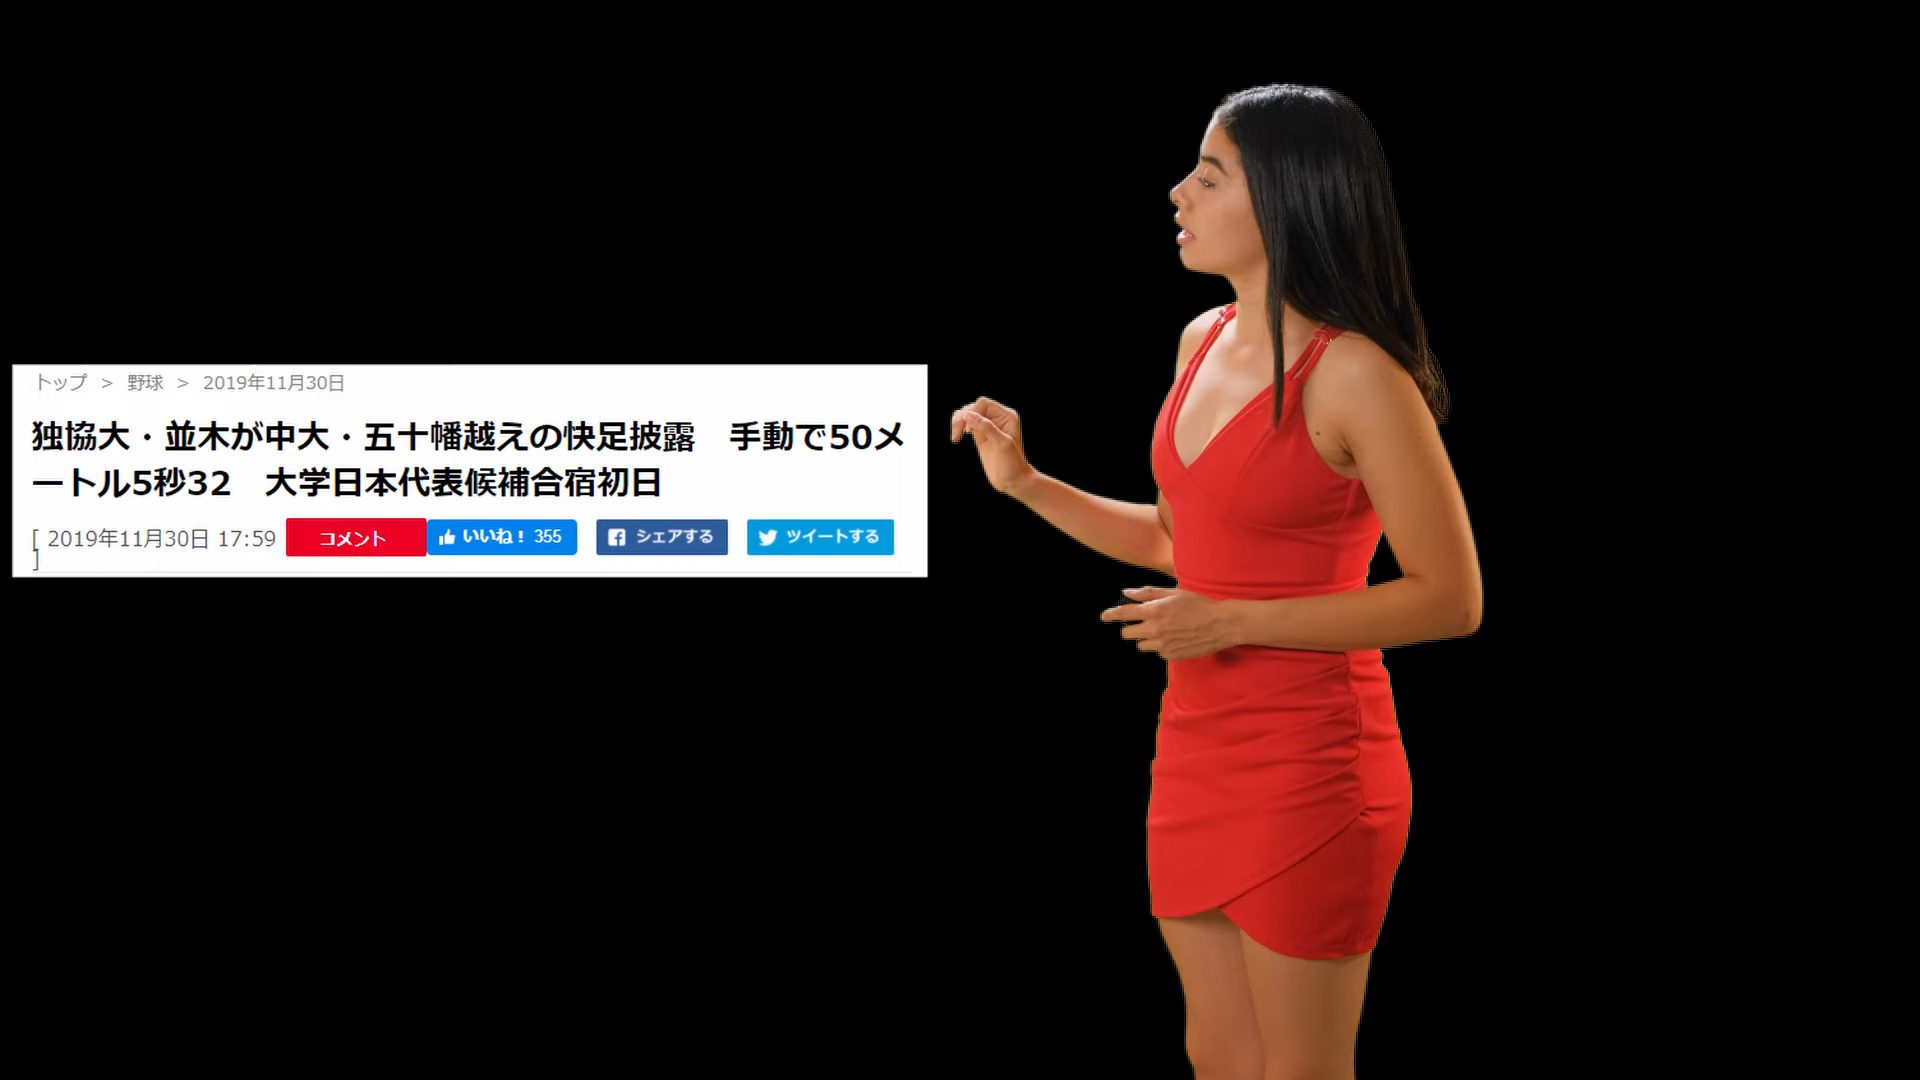 トップ > 野球 > 2019年11月30日
独協大・並木が中大・五十幡越えの快足披露　手動で50メ
ートル5秒32　大学日本代表候補合宿初日
[ 2019年11月30日 17:59 コメント いいね！ 355 シェアする ツイートする
]